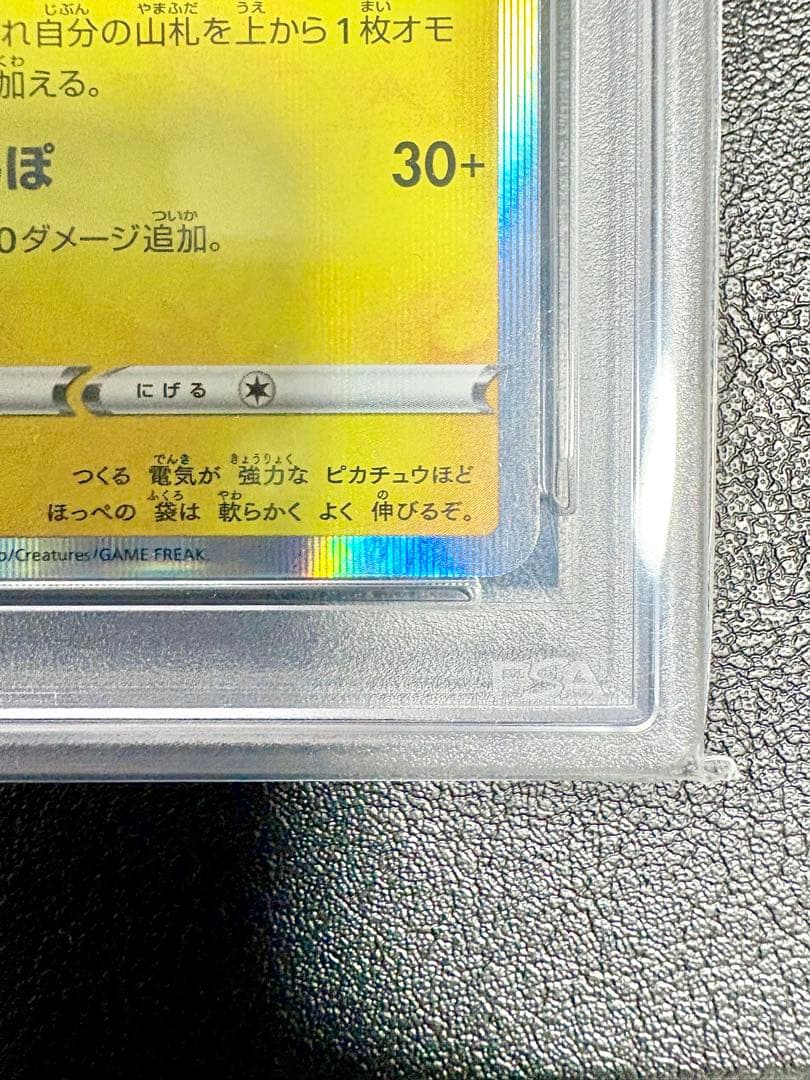 れ自分の山札を上から1枚オモ
加える。
ぽ 30+
0ダメージ追加。
にげる
つくる 電気が 強力な ピカチュウほど
ほっぺの 袋は 軟らかく よく 伸びるぞ。
o/Creatures/GAME FREAK.
PSA